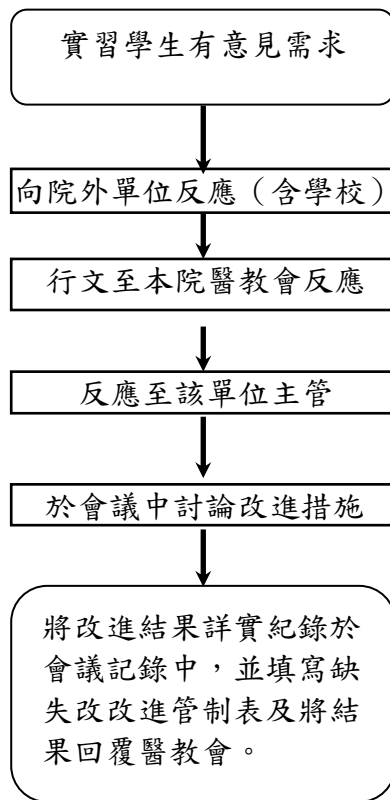 實習學生有意見需求
向院外單位反應（含學校）
行文至本院醫教會反應
反應至該單位主管
於會議中討論改進措施
將改進結果詳實紀錄於
會議記錄中，並填寫缺
失改改進管制表及將結
果回覆醫教會。